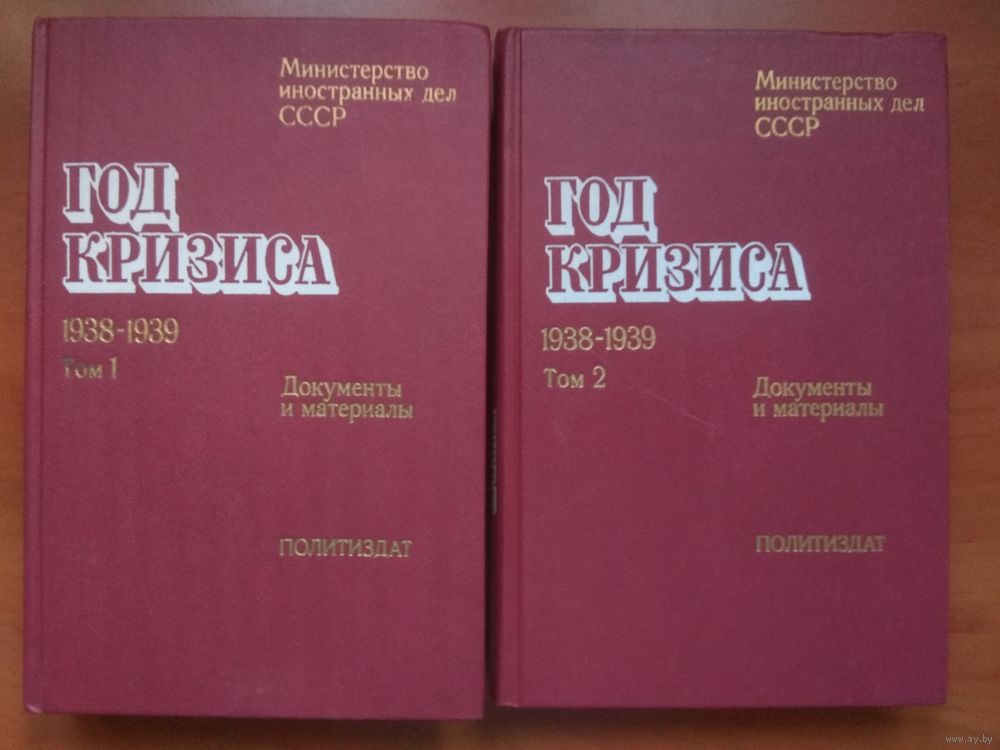 Министерство
иностранных дел
СССР
ГОД
КРИЗИСА
1938-1939
Том 1
Документы
и материалы
ПОЛИТИЗДАТ
Министерство
иностранных дел
СССР
ГОД
КРИЗИСА
1938-1939
Том 2
Документы
и материалы
ПОЛИТИЗДАТ
www.ay.by